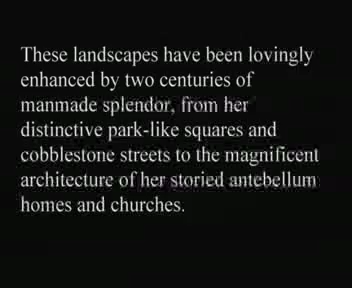 These landscapes have been lovingly
enhanced by two centuries of
manmade splendor, from her
distinctive park-like squares and
cobblestone streets to the magnificent
architecture of her storied antebellum
homes and churches.